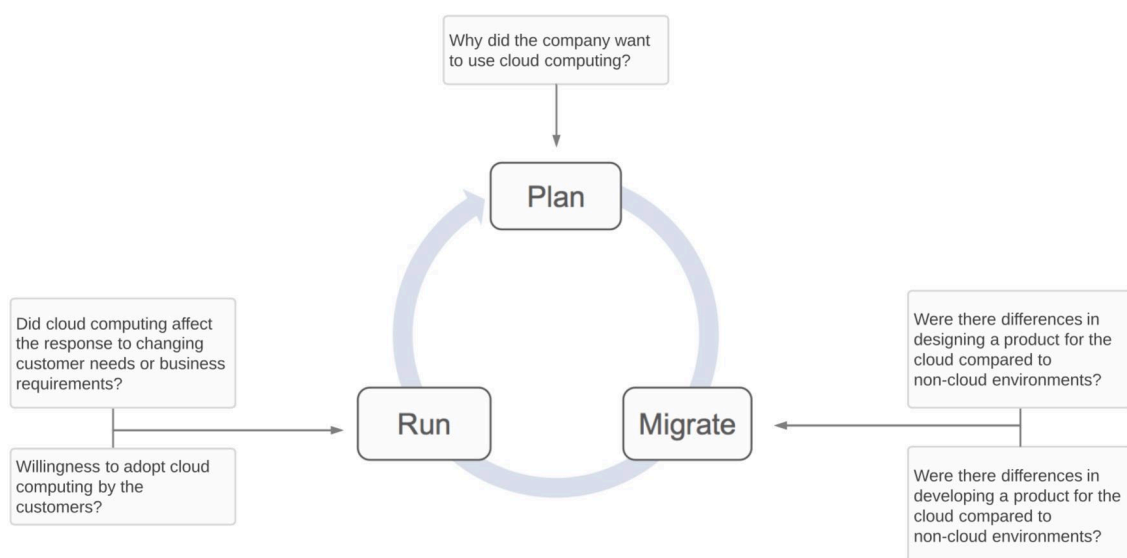 Why did the company want
to use cloud computing?
Plan
Did cloud computing affect
the response to changing
customer needs or business
requirements?
Were there differences in
designing a product for the
cloud compared to
non-cloud environments?
Run
Migrate
Willingness to adopt cloud
computing by the
customers?
Were there differences in
developing a product for the
cloud compared to
non-cloud environments?